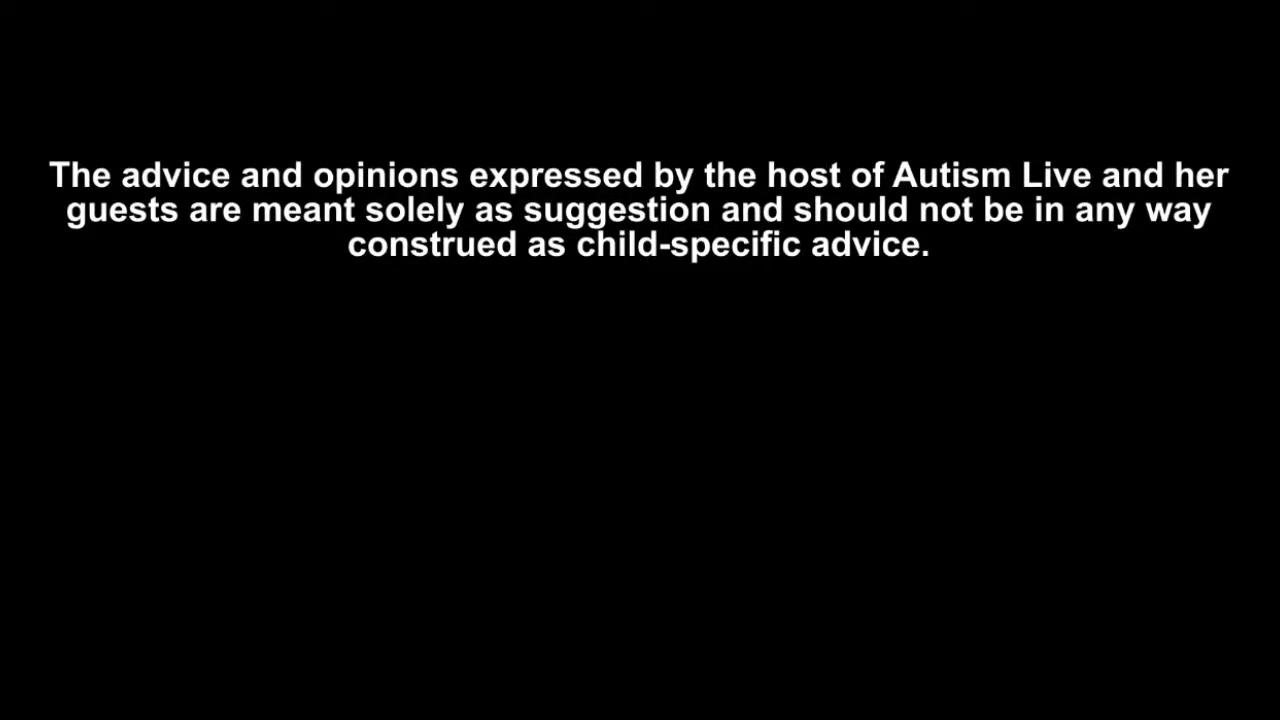 The advice and opinions expressed by the host of Autism Live and her
guests are meant solely as suggestion and should not be in any way
construed as child-specific advice.